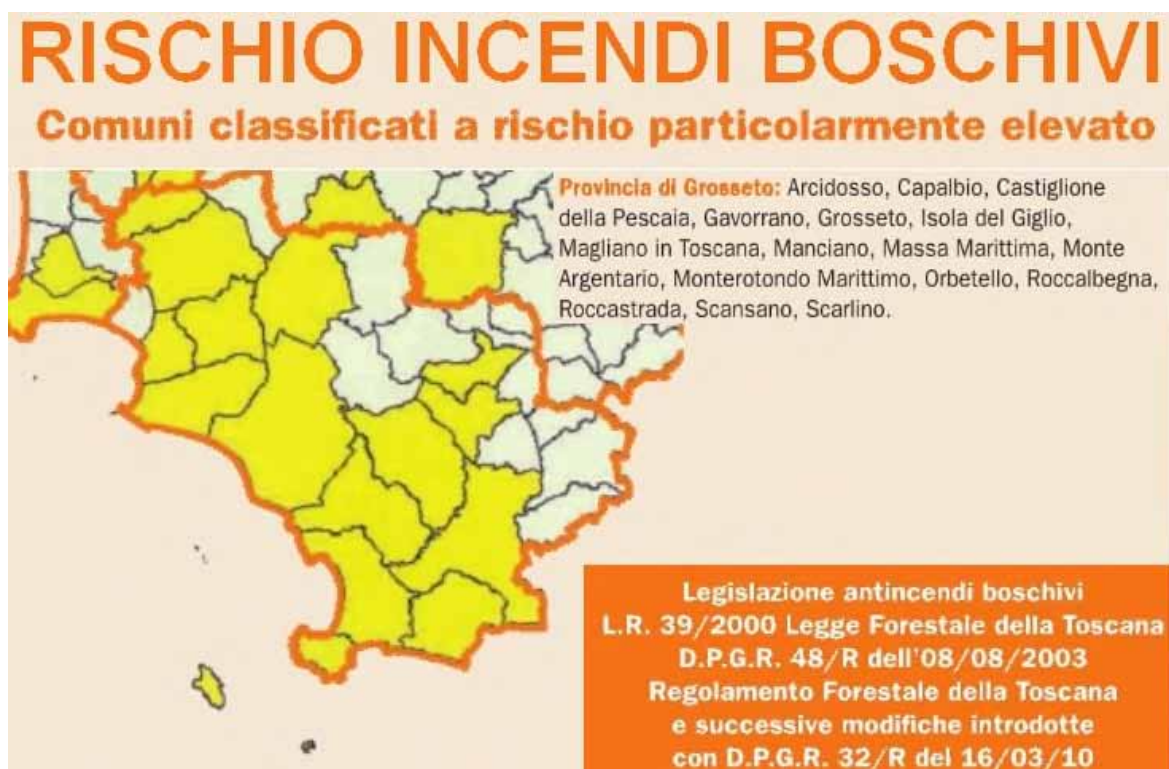 RISCHIO INCENDI BOSCHIVI
Comuni classificati a rischio particolarmente elevato
Provincia di Grosseto: Arcidosso, Capalbio, Castiglione
della Pescaia, Gavorrano, Grosseto, Isola del Giglio,
Magliano in Toscana, Manciano, Massa Marittima, Monte
Argentario, Monterotondo Marittimo, Orbetello, Roccalbegna,
Roccastrada, Scansano, Scarlino.
Legislazione antincendi boschivi
L.R. 39/2000 Legge Forestale della Toscana
D.P.G.R. 48/R dell'08/08/2003
Regolamento Forestale della Toscana
e successive modifiche introdotte
con D.P.G.R. 32/R del 16/03/10